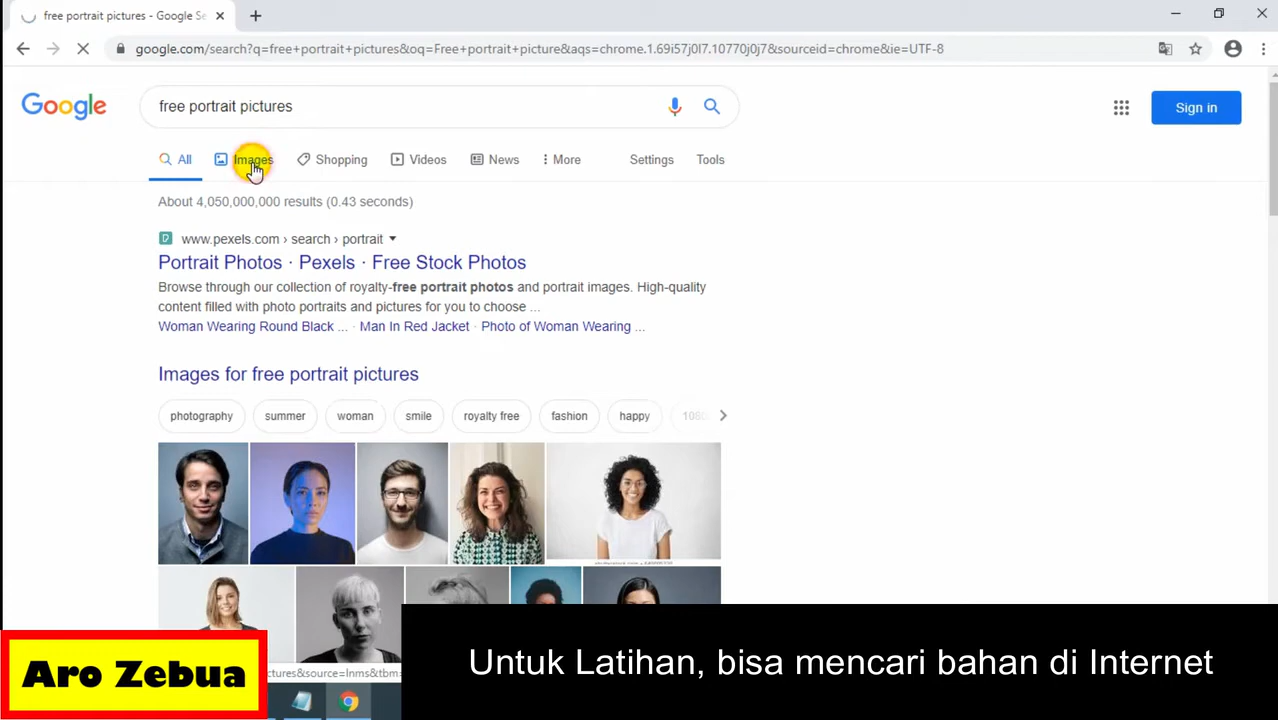 free portrait pictures - Google Se
google.com/search?q=free+portrait+pictures&oq=Free+portrait+picture&aqs=chrome.1.69i57j0l7.10770j0j7&sourceid=chrome&ie=UTF-8
Google
free portrait pictures
Sign in
All
Images
Shopping
Videos
News
More
Settings
Tools
About 4,050,000,000 results (0.43 seconds)
www.pexels.com › search › portrait
Portrait Photos · Pexels · Free Stock Photos
Browse through our collection of royalty-free portrait photos and portrait images. High-quality
content filled with photo portraits and pictures for you to choose ...
Woman Wearing Round Black ... · Man In Red Jacket · Photo of Woman Wearing ...
Images for free portrait pictures
photography
summer
woman
smile
royalty free
fashion
happy
Aro Zebua
ctures&source=lnms&tbm=
Untuk Latihan, bisa mencari bahan di Internet